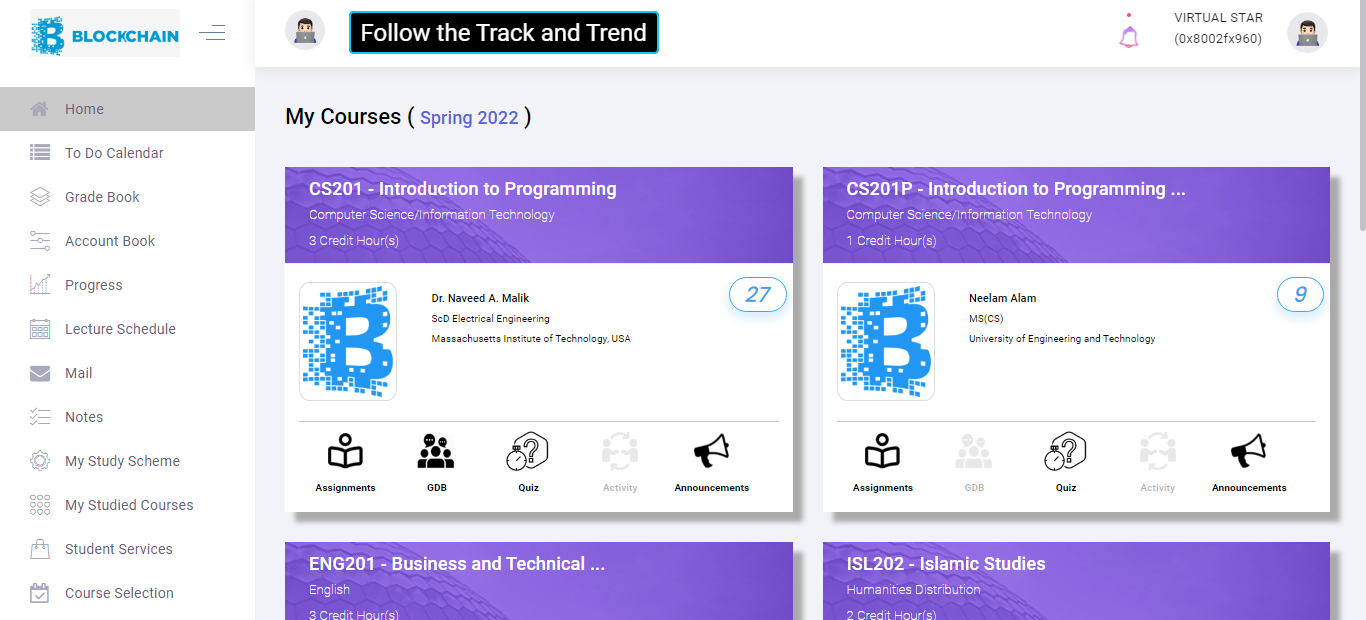 BLOCKCHAIN
Follow the Track and Trend
VIRTUAL STAR
(0x8002fx960)
Home
To Do Calendar
Grade Book
Account Book
Progress
Lecture Schedule
Mail
Notes
My Study Scheme
My Studied Courses
Student Services
Course Selection
My Courses ( Spring 2022 )
CS201 - Introduction to Programming
Computer Science/Information Technology
3 Credit Hour(s)
Dr. Naveed A. Malik
ScD Electrical Engineering
Massachusetts Institute of Technology, USA
27
Assignments GDB Quiz Activity Announcements
CS201P - Introduction to Programming ...
Computer Science/Information Technology
1 Credit Hour(s)
Neelam Alam
MS(CS)
University of Engineering and Technology
9
Assignments GDB Quiz Activity Announcements
ENG201 - Business and Technical ...
English
3 Credit Hour(s)
ISL202 - Islamic Studies
Humanities Distribution
2 Credit Hour(s)